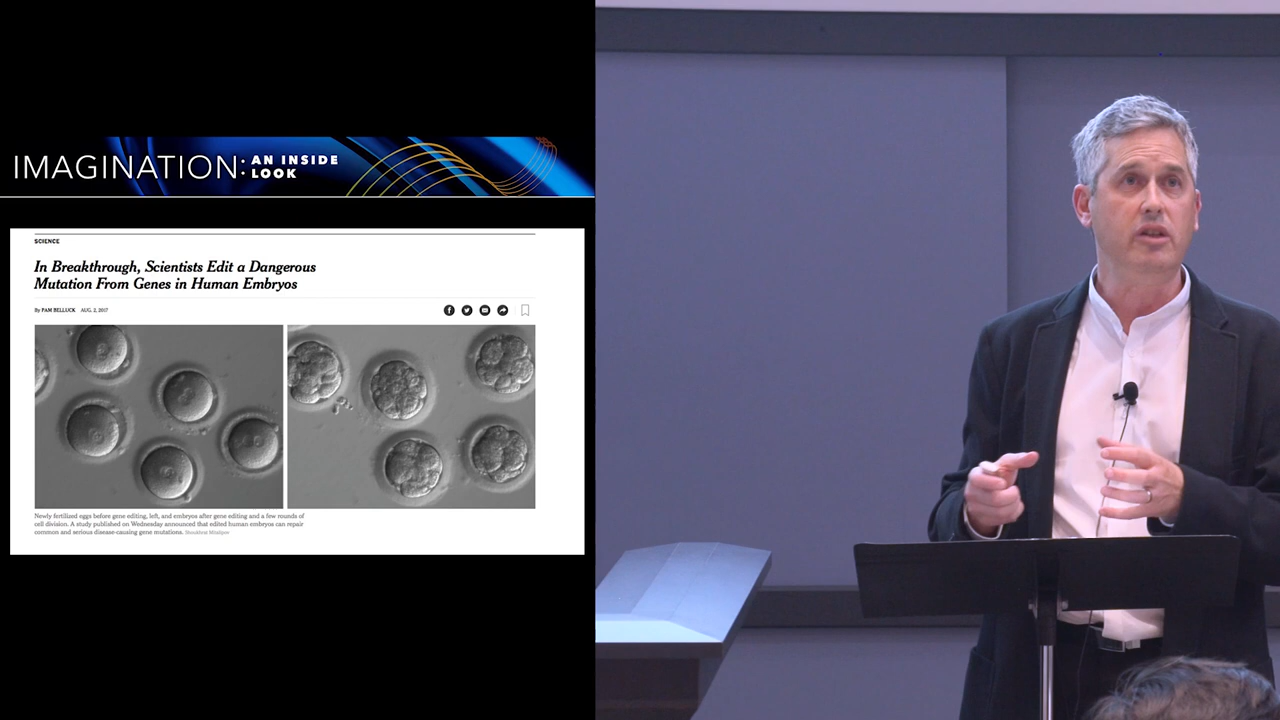 IMAGINATION: AN INSIDE
LOOK
SCIENCE
In Breakthrough, Scientists Edit a Dangerous
Mutation From Genes in Human Embryos
By PAM BELLUCK AUG. 2, 2017
Newly fertilized eggs before gene editing, left, and embryos after gene editing and a few rounds of
cell division. A study published on Wednesday announced that edited human embryos can repair
common and serious disease-causing gene mutations. Shoukhrat Mitalipov